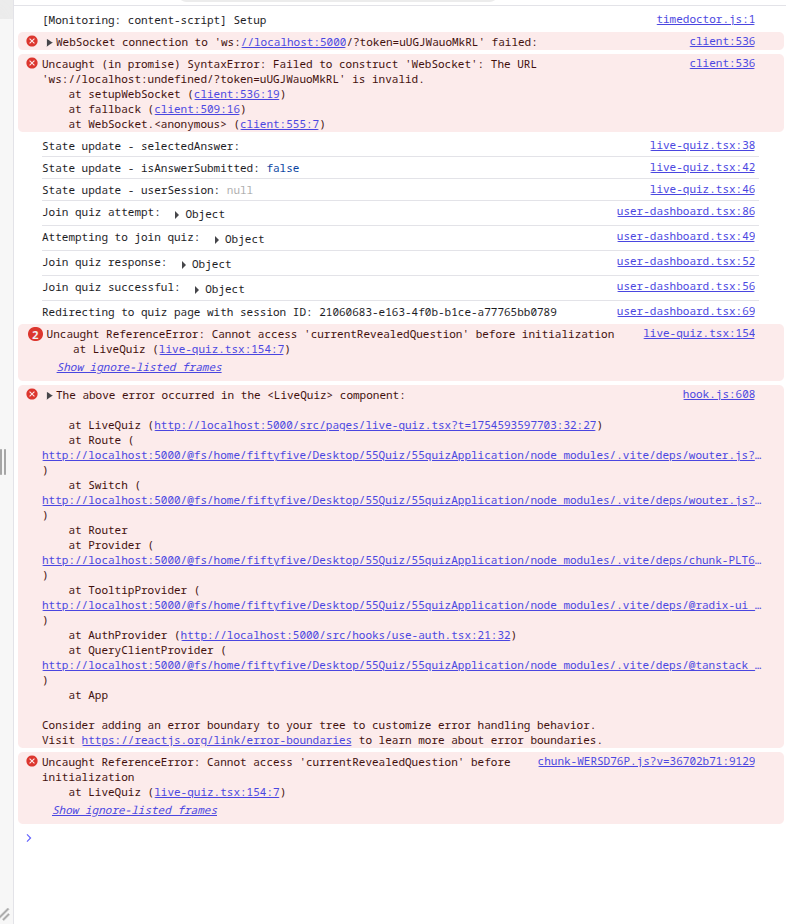 [Monitoring: content-script] Setup timedoctor.js:1
WebSocket connection to 'ws://localhost:5000/?token=uUGJWauoMkRL' failed: client:536
Uncaught (in promise) SyntaxError: Failed to construct 'WebSocket': The URL client:536
'ws://localhost:undefined/?token=uUGJWauoMkRL' is invalid.
at setupWebSocket (client:536:19)
at fallback (client:509:16)
at WebSocket.<anonymous> (client:555:7)
State update - selectedAnswer: live-quiz.tsx:38
State update - isAnswerSubmitted: false live-quiz.tsx:42
State update - userSession: null live-quiz.tsx:46
Join quiz attempt: Object user-dashboard.tsx:86
Attempting to join quiz: Object user-dashboard.tsx:49
Join quiz response: Object user-dashboard.tsx:52
Join quiz successful: Object user-dashboard.tsx:56
Redirecting to quiz page with session ID: 21060683-e163-4f0b-b1ce-a77765bb0789 user-dashboard.tsx:69
2 Uncaught ReferenceError: Cannot access 'currentRevealedQuestion' before initialization live-quiz.tsx:154
at LiveQuiz (live-quiz.tsx:154:7)
Show ignore-listed frames
The above error occurred in the <LiveQuiz> component: hook.js:608
at LiveQuiz (http://localhost:5000/src/pages/live-quiz.tsx?t=1754593597703:32:27)
at Route (
http://localhost:5000/@fs/home/fiftyfive/Desktop/55Quiz/55quizApplication/node_modules/.vite/deps/wouter.js?…
)
at Switch (
http://localhost:5000/@fs/home/fiftyfive/Desktop/55Quiz/55quizApplication/node_modules/.vite/deps/wouter.js?…
)
at Router
at Provider (
http://localhost:5000/@fs/home/fiftyfive/Desktop/55Quiz/55quizApplication/node_modules/.vite/deps/chunk-PLT6…
)
at TooltipProvider (
http://localhost:5000/@fs/home/fiftyfive/Desktop/55Quiz/55quizApplication/node_modules/.vite/deps/@radix-ui_…
)
at AuthProvider (http://localhost:5000/src/hooks/use-auth.tsx:21:32)
at QueryClientProvider (
http://localhost:5000/@fs/home/fiftyfive/Desktop/55Quiz/55quizApplication/node_modules/.vite/deps/@tanstack_…
)
at App
Consider adding an error boundary to your tree to customize error handling behavior.
Visit https://reactjs.org/link/error-boundaries to learn more about error boundaries.
Uncaught ReferenceError: Cannot access 'currentRevealedQuestion' before chunk-WERSD76P.js?v=36702b71:9129
initialization
at LiveQuiz (live-quiz.tsx:154:7)
Show ignore-listed frames